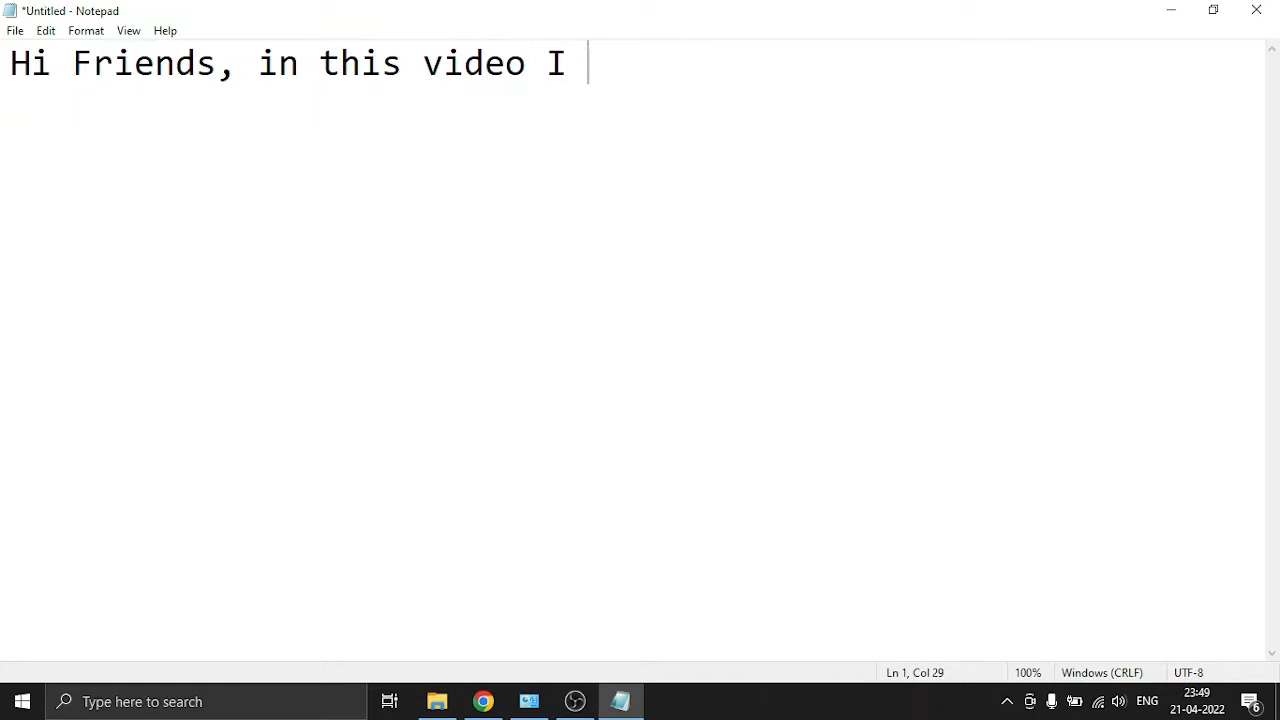 *Untitled - Notepad
File Edit Format View Help
Hi Friends, in this video I
Ln 1, Col 29 100% Windows (CRLF) UTF-8
Type here to search
ENG
23:49
21-04-2022
6